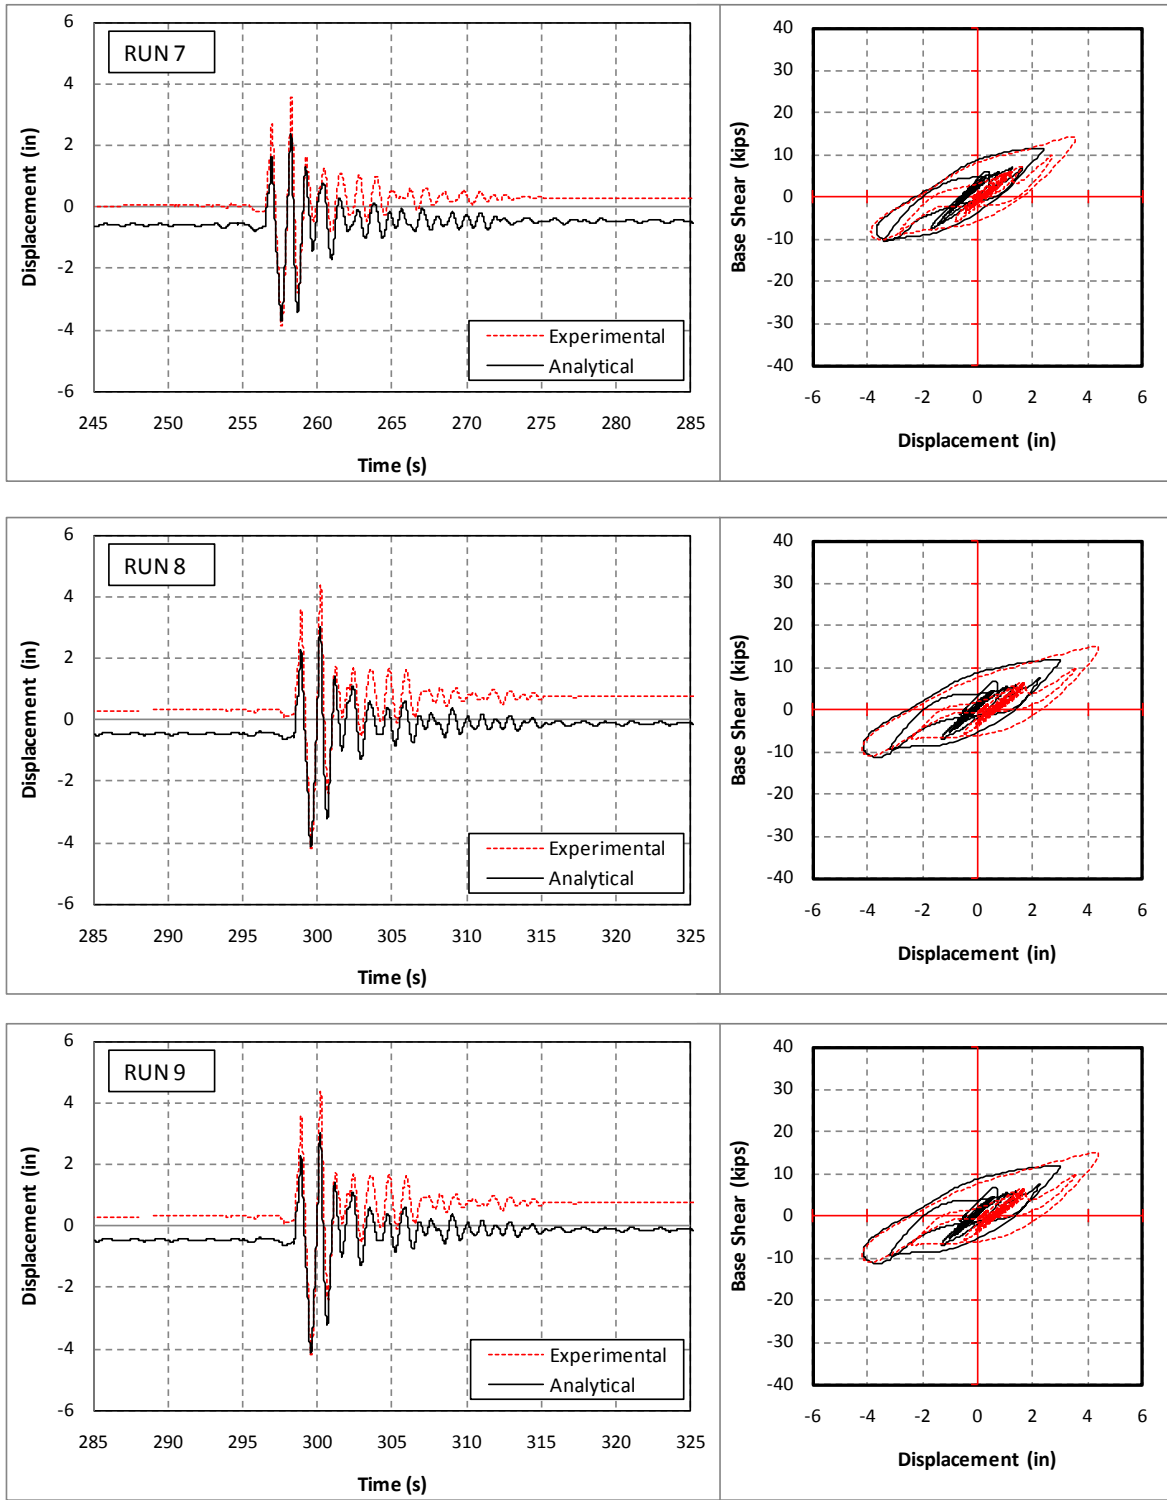 RUN 7
Displacement (in)
6
4
2
0
-2
-4
-6
245 250 255 260 265 270 275 280 285
Time (s)
Experimental
Analytical
Base Shear (kips)
40
30
20
10
0
-10
-20
-30
-40
-6 -4 -2 0 2 4 6
Displacement (in)
RUN 8
Displacement (in)
6
4
2
0
-2
-4
-6
285 290 295 300 305 310 315 320 325
Time (s)
Experimental
Analytical
Base Shear (kips)
40
30
20
10
0
-10
-20
-30
-40
-6 -4 -2 0 2 4 6
Displacement (in)
RUN 9
Displacement (in)
6
4
2
0
-2
-4
-6
285 290 295 300 305 310 315 320 325
Time (s)
Experimental
Analytical
Base Shear (kips)
40
30
20
10
0
-10
-20
-30
-40
-6 -4 -2 0 2 4 6
Displacement (in)